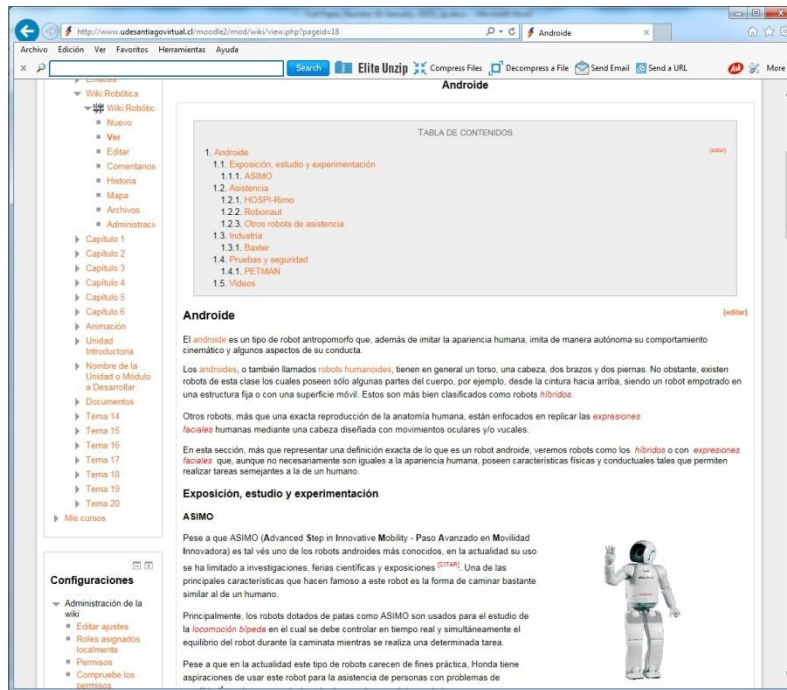 http://www.udesantiagovirtual.cl/moodle2/mod/wiki/view.php?pageid=18
Androide
Archivo Edición Ver Favoritos Herramientas Ayuda
Search Elite Unzip Compress Files Decompress a File Send Email Send a URL Ask More
Enlaces
Wiki:Robótica
Wiki:Robótic
Nuevo
Ver
Editar
Comentarios
Historia
Mapa
Archivos
Administraci
Capítulo 1
Capítulo 2
Capítulo 3
Capítulo 4
Capítulo 5
Capítulo 6
Animación
Unidad
Introductoria
Nombre de la
Unidad o Módulo
a Desarrollar.
Documentos
Tema 14
Tema 15
Tema 16
Tema 17
Tema 18
Tema 19
Tema 20
Mis cursos
Configuraciones
Administración de la
wiki
Editar ajustes
Roles asignados
localmente
Permisos
Compruebe los
permisos
Androide
TABLA DE CONTENIDOS
1. Androide [editar]
1.1. Exposición, estudio y experimentación
1.1.1. ASIMO
1.2. Asistencia
1.2.1. HOSPI-Rimo
1.2.2. Robonaut
1.2.3. Otros robots de asistencia
1.3. Industria
1.3.1. Baxter
1.4. Pruebas y seguridad
1.4.1. PETMAN
1.5. Videos
Androide [editar]
El androide es un tipo de robot antropomorfo que, además de imitar la apariencia humana, imita de manera autónoma su comportamiento
cinemático y algunos aspectos de su conducta.
Los androides, o también llamados robots humanoides, tienen en general un torso, una cabeza, dos brazos y dos piernas. No obstante, existen
robots de esta clase los cuales poseen sólo algunas partes del cuerpo, por ejemplo, desde la cintura hacia arriba, siendo un robot empotrado en
una estructura fija o con una superficie móvil. Estos son más bien clasificados como robots híbridos.
Otros robots, más que una exacta reproducción de la anatomía humana, están enfocados en replicar las expresiones
faciales humanas mediante una cabeza diseñada con movimientos oculares y/o vucales.
En esta sección, más que representar una definición exacta de lo que es un robot androide, veremos robots como los híbridos o con expresiones
faciales que, aunque no necesariamente son iguales a la apariencia humana, poseen características físicas y conductuales tales que permiten
realizar tareas semejantes a la de un humano.
Exposición, estudio y experimentación
ASIMO
Pese a que ASIMO (Advanced Step in Innovative Mobility - Paso Avanzado en Movilidad
Innovadora) es tal vés uno de los robots androides más conocidos, en la actualidad su uso
se ha limitado a investigaciones, ferias científicas y exposiciones [CITAR]. Una de las
principales características que hacen famoso a este robot es la forma de caminar bastante
similar al de un humano.
Principalmente, los robots dotados de patas como ASIMO son usados para el estudio de
la locomoción bípeda en el cual se debe controlar en tiempo real y simultáneamente el
equilibrio del robot durante la caminata mientras se realiza una determinada tarea.
Pese a que en la actualidad este tipo de robots carecen de fines práctica, Honda tiene
aspiraciones de usar este robot para la asistencia de personas con problemas de